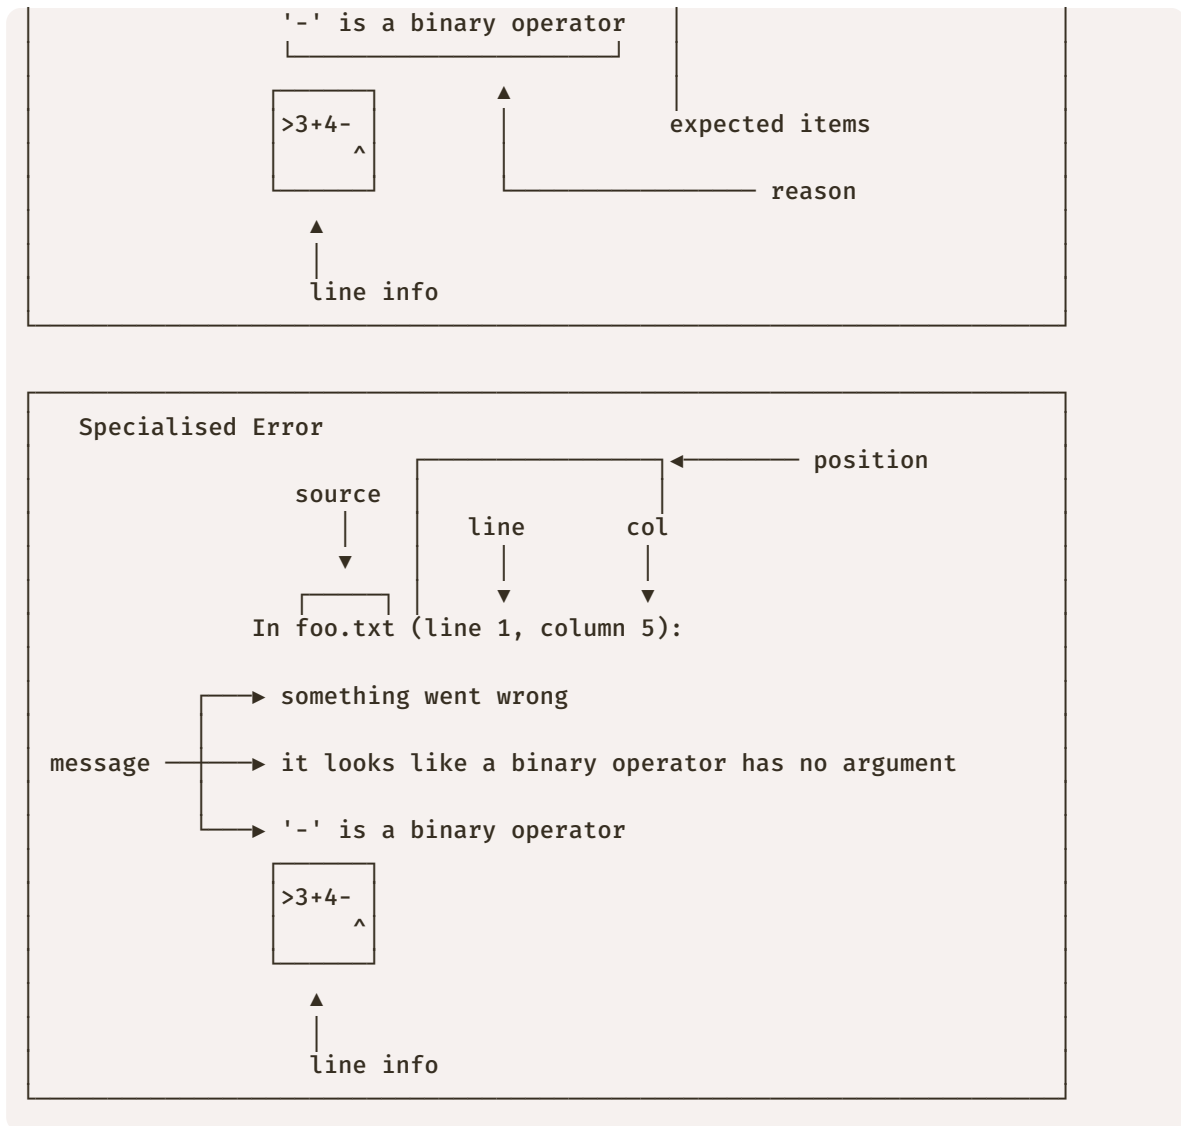 '-' is a binary operator
>3+4-
expected items
^
reason
line info
Specialised Error
position
source
line col
In foo.txt (line 1, column 5):
something went wrong
message it looks like a binary operator has no argument
'-' is a binary operator
>3+4-
^
line info